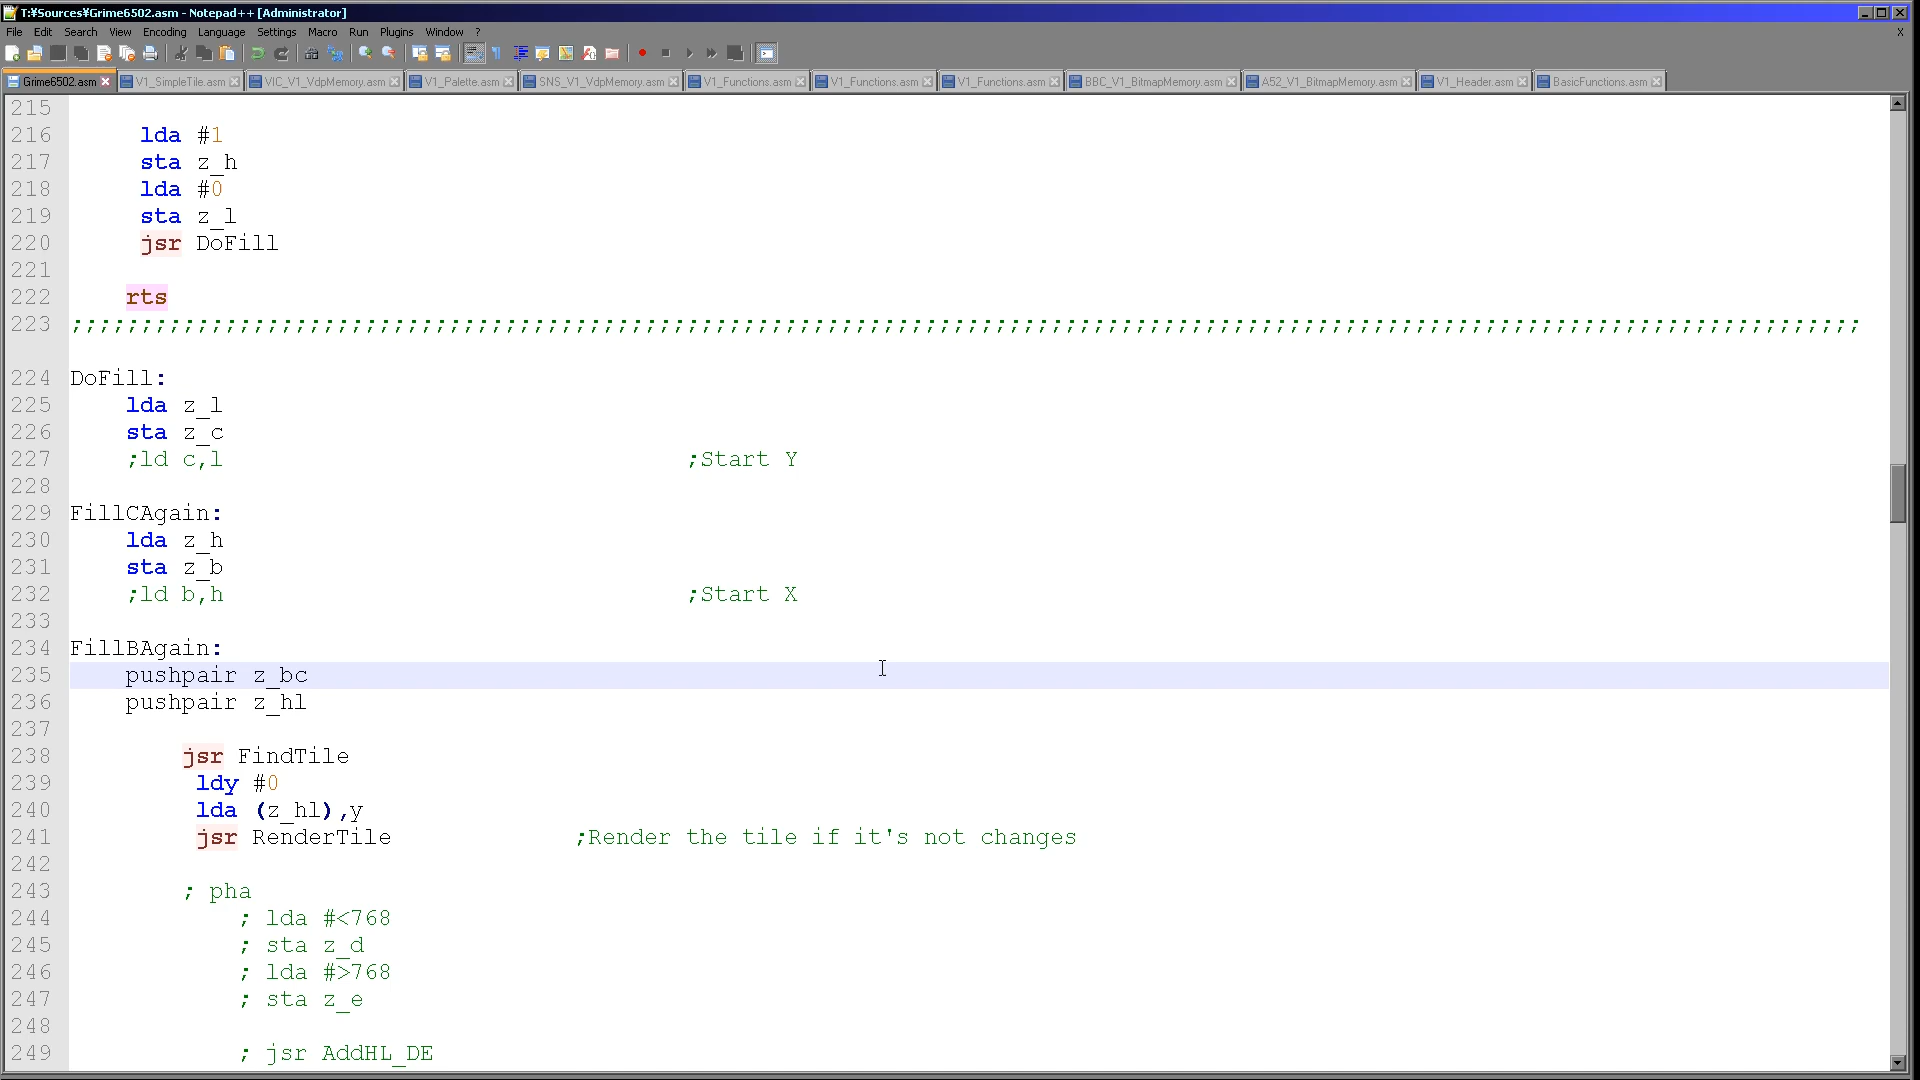 T:¥Sources¥Grime6502.asm - Notepad++ [Administrator]
File Edit Search View Encoding Language Settings Macro Run Plugins Window ? X
Grime6502.asm V1_SimpleTile.asm VIC_V1_VdpMemory.asm V1_Palette.asm SNS_V1_VdpMemory.asm V1_Functions.asm V1_Functions.asm V1_Functions.asm BBC_V1_BitmapMemory.asm A52_V1_BitmapMemory.asm V1_Header.asm BasicFunctions.asm
215
216 lda #1
217 sta z_h
218 lda #0
219 sta z_l
220 jsr DoFill
221
222 rts
223 ;;;;;;;;;;;;;;;;;;;;;;;;;;;;;;;;;;;;;;;;;;;;;;;;;;;;;;;;;;;;;;;;;;;;;;;;;;;;;;;;;;;;;;;;;;;;;;;;;;;;;;;;;;;;;;;;;;;;;;;;;;;;;;;;
224 DoFill:
225 lda z_l
226 sta z_c
227 ;ld c,l ;Start Y
228
229 FillCAgain:
230 lda z_h
231 sta z_b
232 ;ld b,h ;Start X
233
234 FillBAgain:
235 pushpair z_bc
236 pushpair z_hl
237
238 jsr FindTile
239 ldy #0
240 lda (z_hl),y
241 jsr RenderTile ;Render the tile if it's not changes
242
243 ; pha
244 ; lda #<768
245 ; sta z_d
246 ; lda #>768
247 ; sta z_e
248
249 ; jsr AddHL_DE